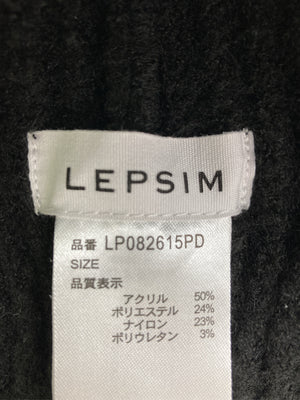 LEPSIM
品番 LP082615PD
SIZE
品質表示
アクリル 50%
ポリエステル 24%
ナイロン 23%
ポリウレタン 3%